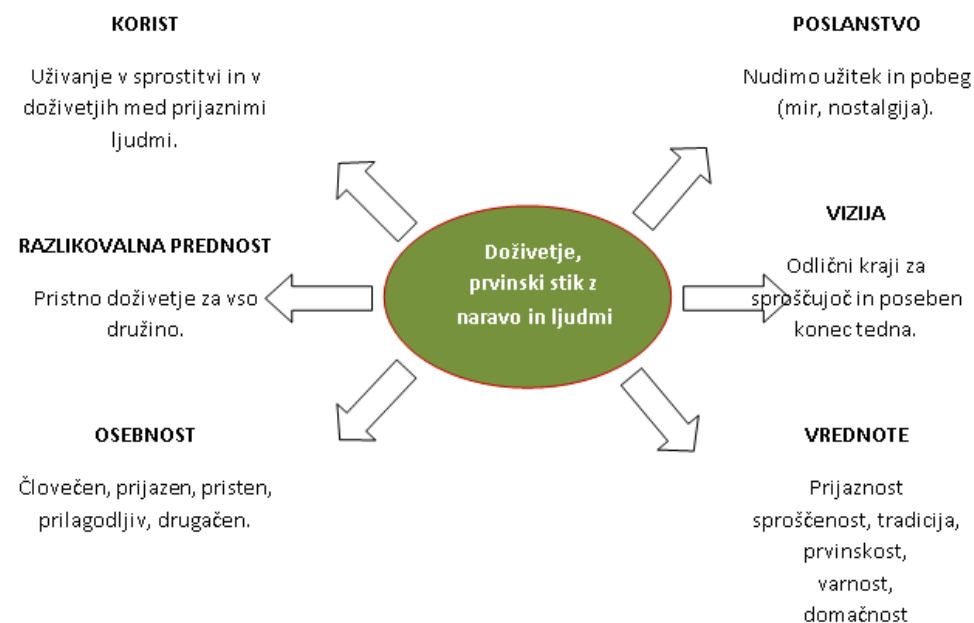 KORIST
Uživanje v sprostitvi in v
doživetjih med prijaznimi
ljudmi.
RAZLIKOVALNA PREDNOST
Pristno doživetje za vso
družino.
OSEBNOST
Človečen, prijazen, pristen,
prilagodljiv, drugačen.
Doživetje,
prvinski stik z
naravo in ljudmi
POSLANSTVO
Nudimo užitek in pobeg
(mir, nostalgija).
VIZIJA
Odlični kraji za
sproščujoč in poseben
konec tedna.
VREDNOTE
Prijaznost
sproščenost, tradicija,
prvinskost,
varnost,
domačnost